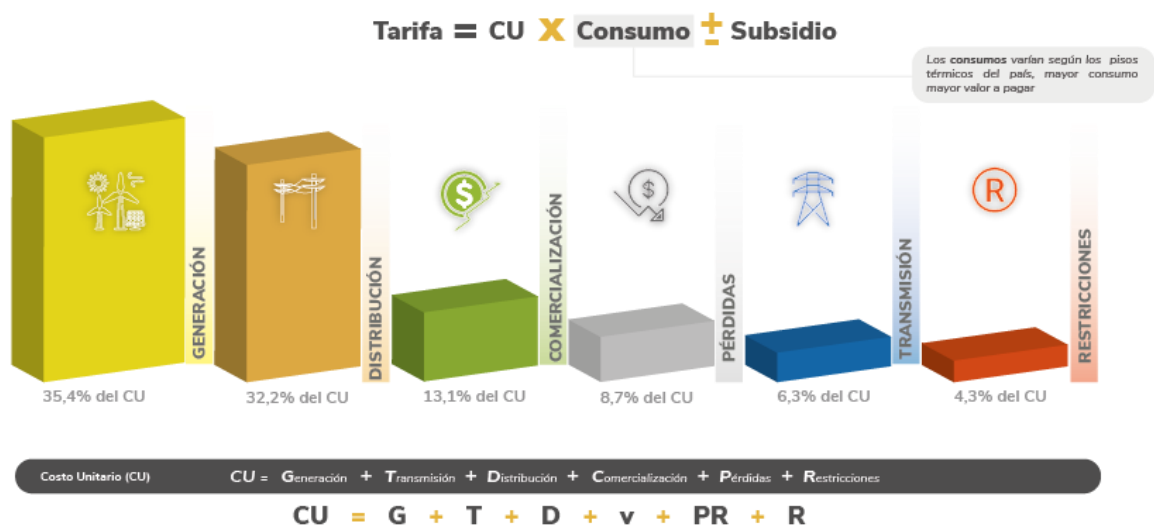 Tarifa = CU X Consumo ± Subsidio
Los consumos varían según los pisos
térmicos del país, mayor consumo
mayor valor a pagar
GENERACIÓN
DISTRIBUCIÓN
$
COMERCIALIZACIÓN
$
PÉRDIDAS
TRANSMISIÓN
R
RESTRICCIONES
35,4% del CU
32,2% del CU
13,1% del CU
8,7% del CU
6,3% del CU
4,3% del CU
Costo Unitario (CU) CU = Generación + Transmisión + Distribución + Comercialización + Pérdidas + Restricciones
CU = G + T + D + v + PR + R